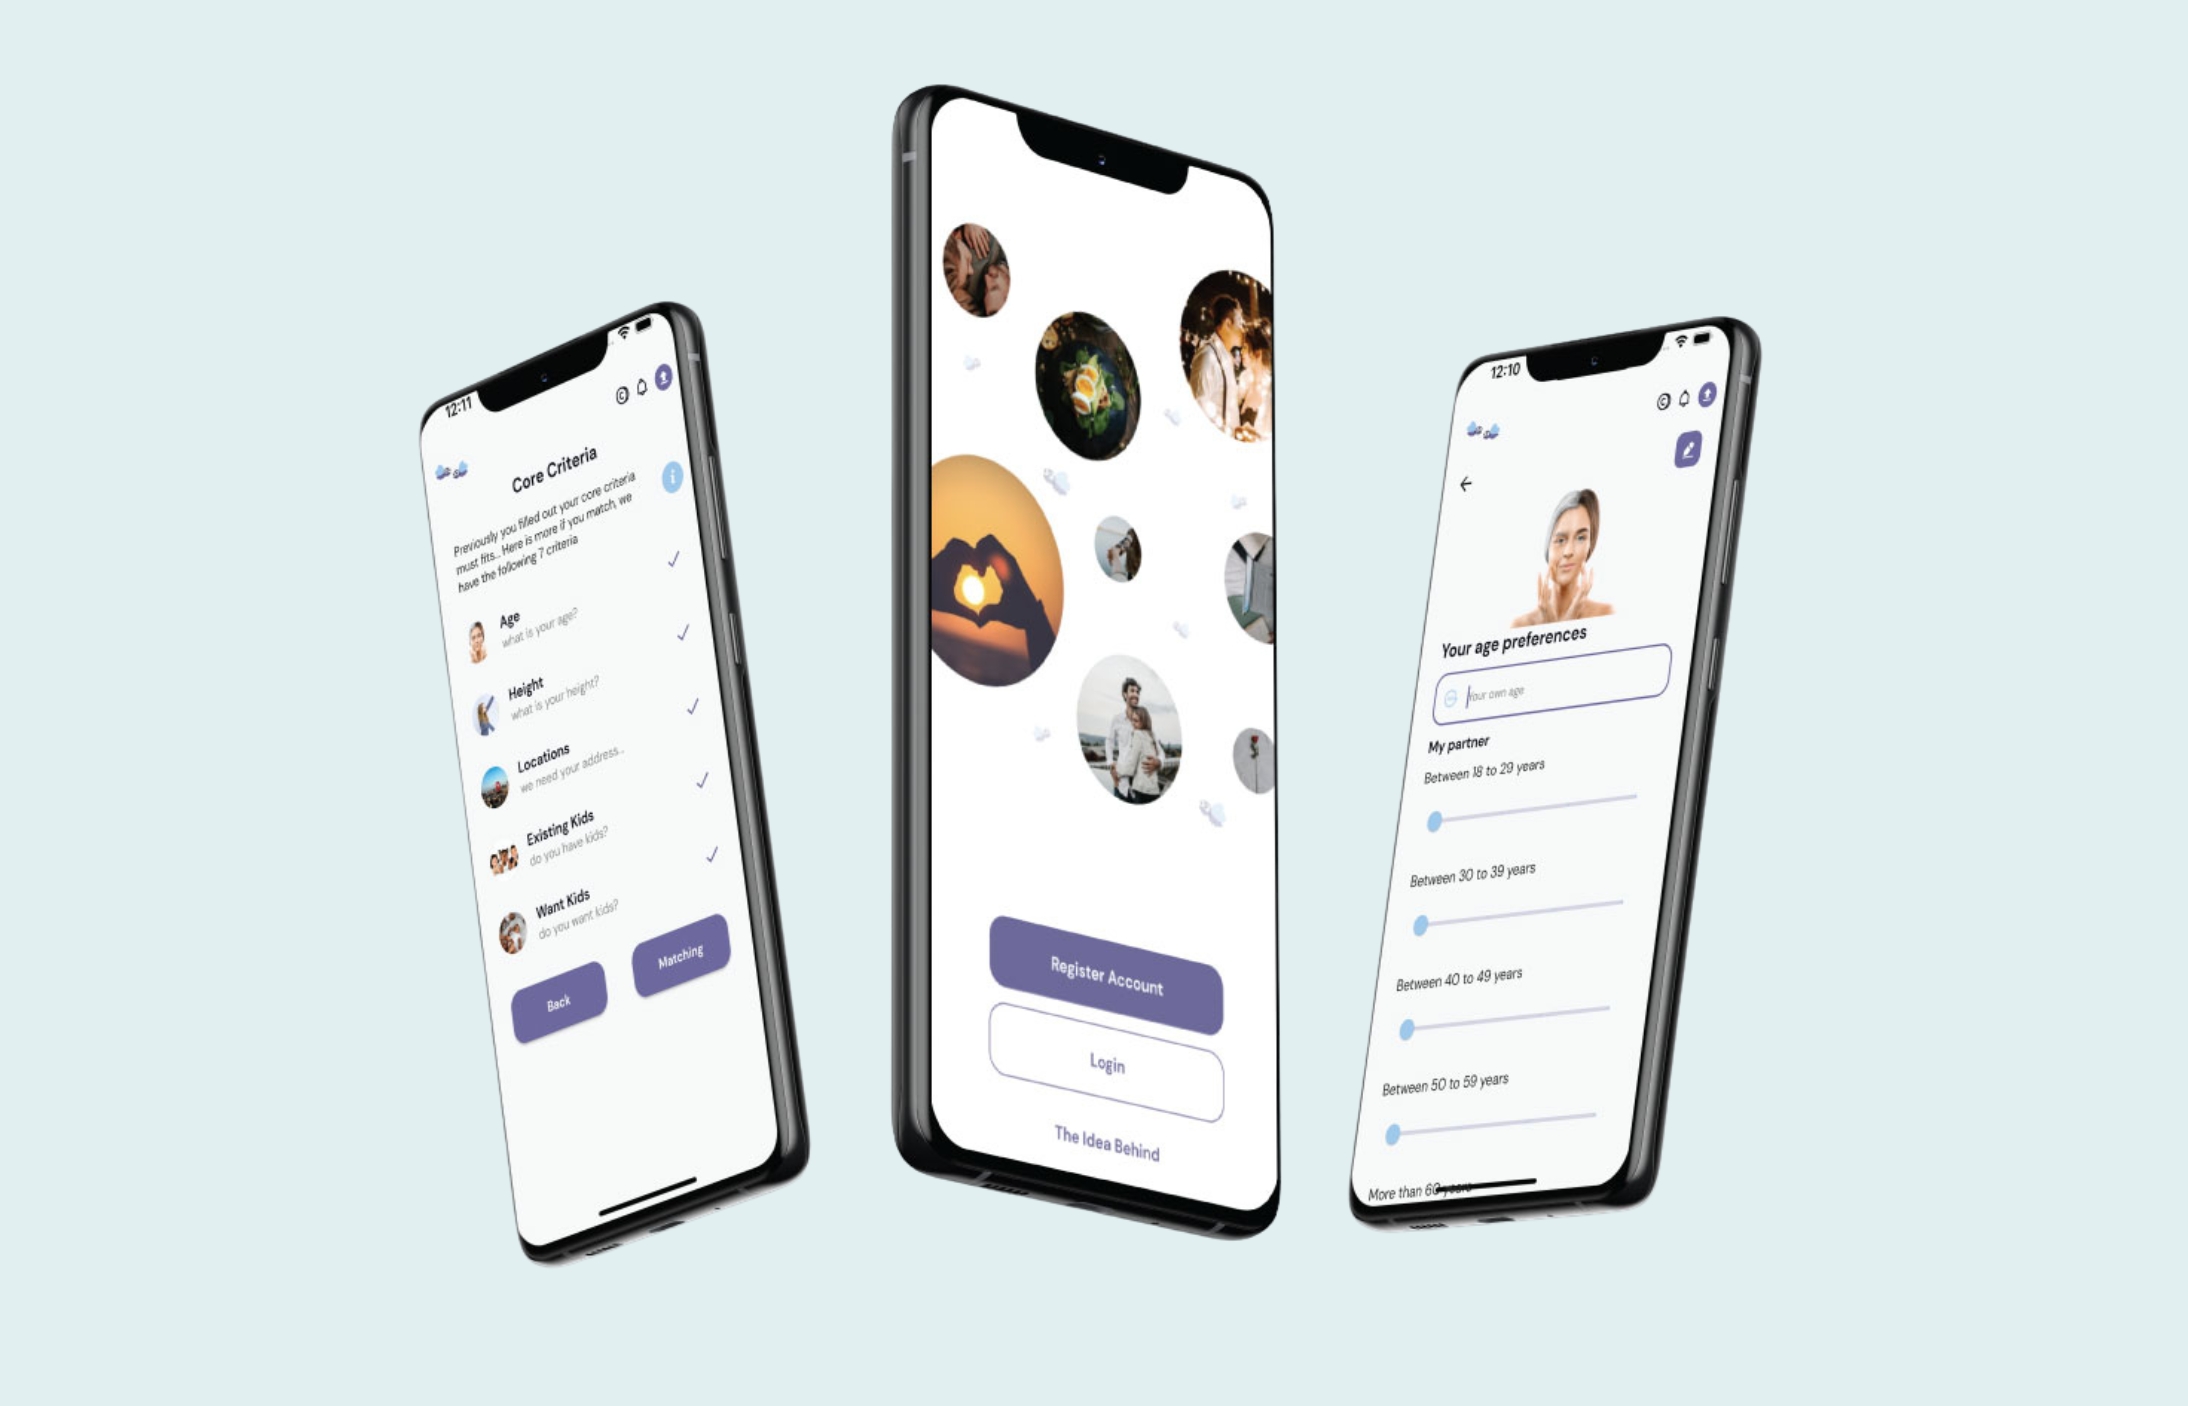 12:11
Core Criteria
Previously you filled out your core criteria
must fits... Here is more if you match, we
have the following 7 criteria
Age
what is your age?
Height
what is your height?
Locations
we need your address...
Existing Kids
do you have kids?
Want Kids
do you want kids?
Back
Matching
Register Account
Login
The Idea Behind
12:10
Your age preferences
Your own age
My partner
Between 18 to 29 years
Between 30 to 39 years
Between 40 to 49 years
Between 50 to 59 years
More than 60 years